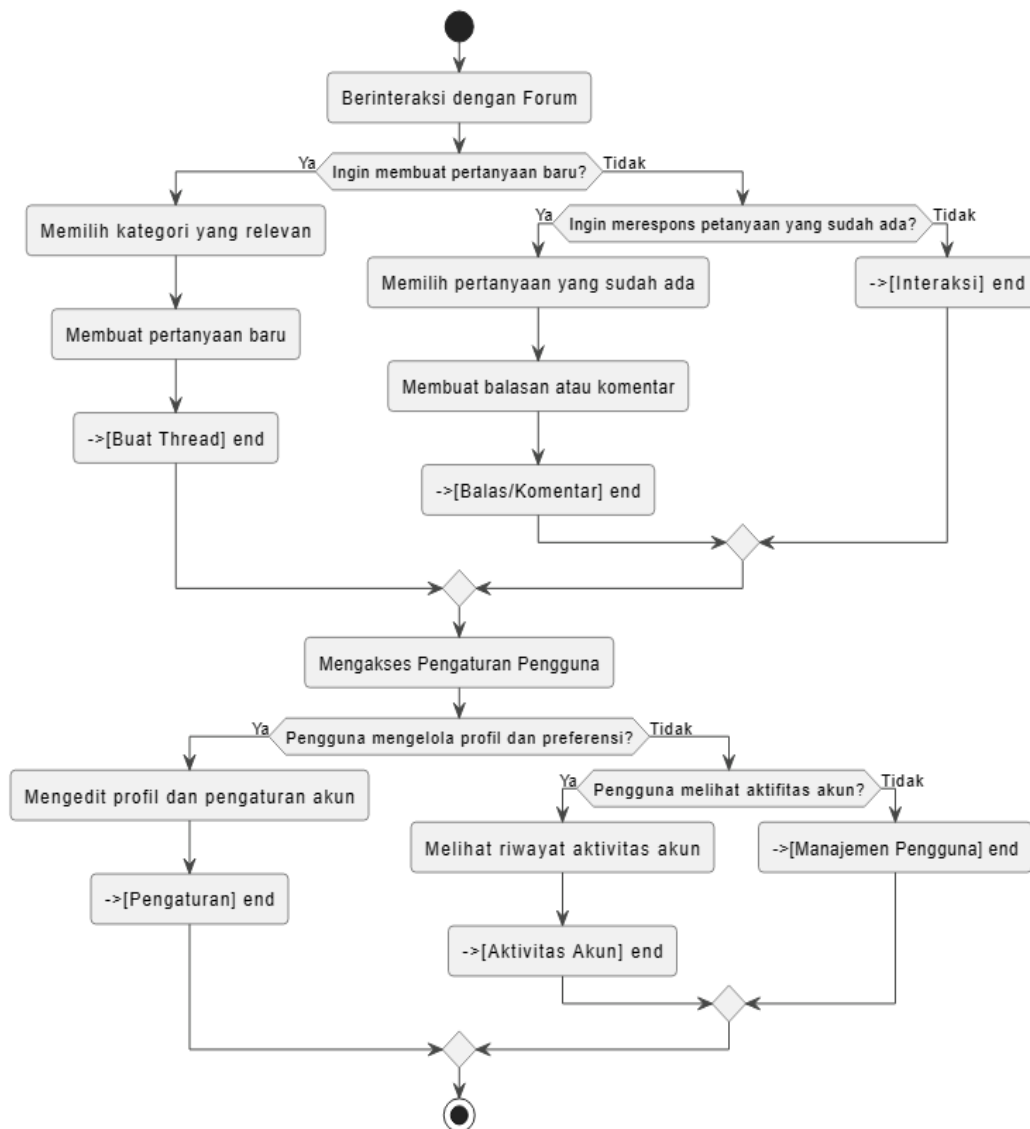 Berinteraksi dengan Forum
Ya
Ingin membuat pertanyaan baru?
Tidak
Memilih kategori yang relevan
Ya
Ingin merespons petanyaan yang sudah ada?
Tidak
Memilih pertanyaan yang sudah ada
->[Interaksi] end
Membuat pertanyaan baru
Membuat balasan atau komentar
->[Buat Thread] end
->[Balas/Komentar] end
Mengakses Pengaturan Pengguna
Ya
Pengguna mengelola profil dan preferensi?
Tidak
Mengedit profil dan pengaturan akun
Ya
Pengguna melihat aktifitas akun?
Tidak
Melihat riwayat aktivitas akun
->[Manajemen Pengguna] end
->[Pengaturan] end
->[Aktivitas Akun] end